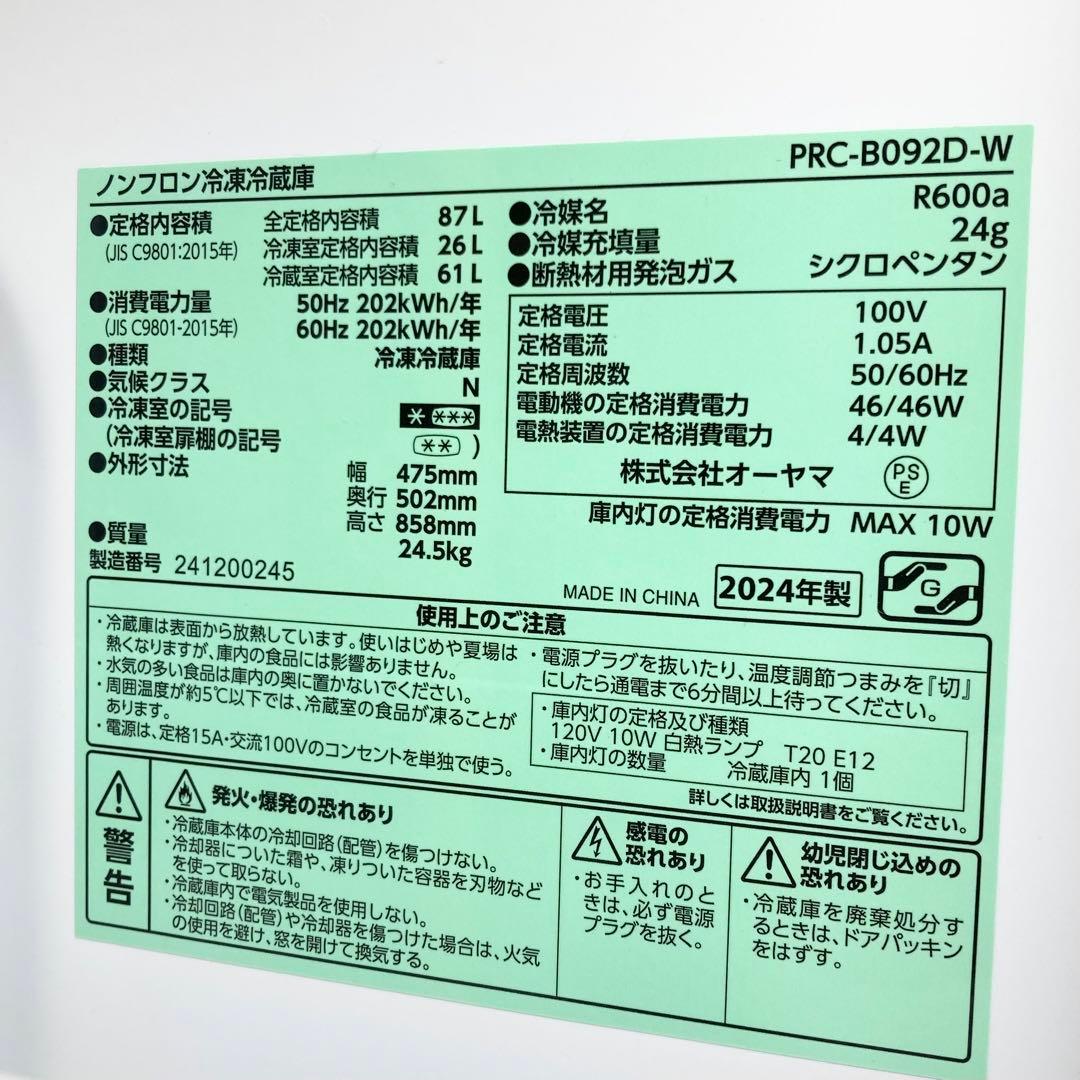 ノンフロン冷凍冷蔵庫
PRC-B092D-W
●定格内容積 全定格内容積 87L
(JIS C9801:2015年) 冷凍室定格内容積 26L
冷蔵室定格内容積 61L
●消費電力量 50Hz 202kWh/年
(JIS C9801-2015年) 60Hz 202kWh/年
●種類 冷凍冷蔵庫
●気候クラス N
●冷凍室の記号 * ***
(冷凍室扉棚の記号 ** )
●外形寸法 幅 475mm
奥行 502mm
高さ 858mm
●質量 24.5kg
製造番号 241200245
●冷媒名 R600a
●冷媒充填量 24g
●断熱材用発泡ガス シクロペンタン
定格電圧 100V
定格電流 1.05A
定格周波数 50/60Hz
電動機の定格消費電力 46/46W
電熱装置の定格消費電力 4/4W
株式会社オーヤマ PSE
庫内灯の定格消費電力 MAX 10W
MADE IN CHINA 2024年製 G
使用上のご注意
・冷蔵庫は表面から放熱しています。使いはじめや夏場は
熱くなりますが、庫内の食品には影響ありません。
・水気の多い食品は庫内の奥に置かないでください。
・周囲温度が約5℃以下では、冷蔵室の食品が凍ることが
あります。
・電源は、定格15A・交流100Vのコンセントを単独で使う。
・電源プラグを抜いたり、温度調節つまみを『切』
にしたら通電まで6分間以上待ってください。
・庫内灯の定格及び種類
120V 10W 白熱ランプ T20 E12
・庫内灯の数量 冷蔵庫内 1個
詳しくは取扱説明書をご覧ください。
警告
発火・爆発の恐れあり
・冷蔵庫本体の冷却回路(配管)を傷つけない。
・冷却器についた霜や、凍りついた容器を刃物など
を使って取らない。
・冷蔵庫内で電気製品を使用しない。
・冷却回路(配管)や冷却器を傷つけた場合は、火気
の使用を避け、窓を開けて換気する。
感電の
恐れあり
・お手入れのと
きは、必ず電源
プラグを抜く。
幼児閉じ込めの
恐れあり
・冷蔵庫を廃棄処分す
るときは、ドアパッキン
をはずす。